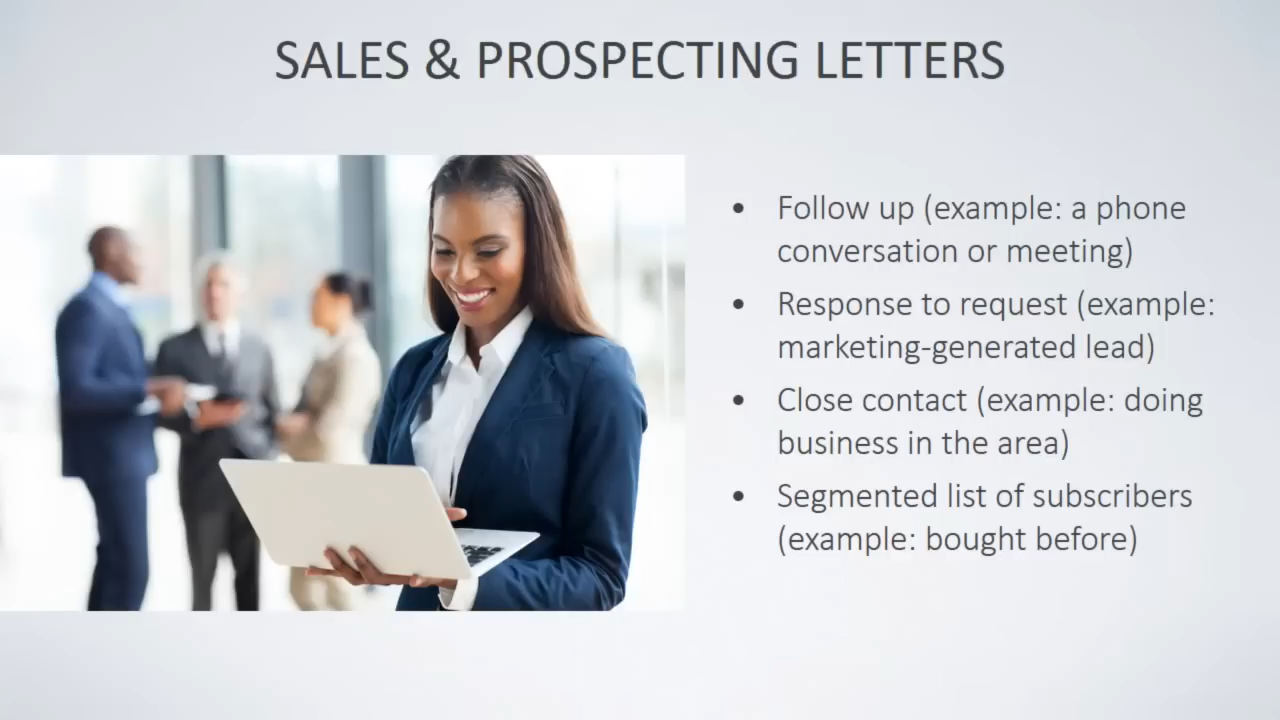 SALES & PROSPECTING LETTERS
• Follow up (example: a phone
conversation or meeting)
• Response to request (example:
marketing-generated lead)
• Close contact (example: doing
business in the area)
• Segmented list of subscribers
(example: bought before)